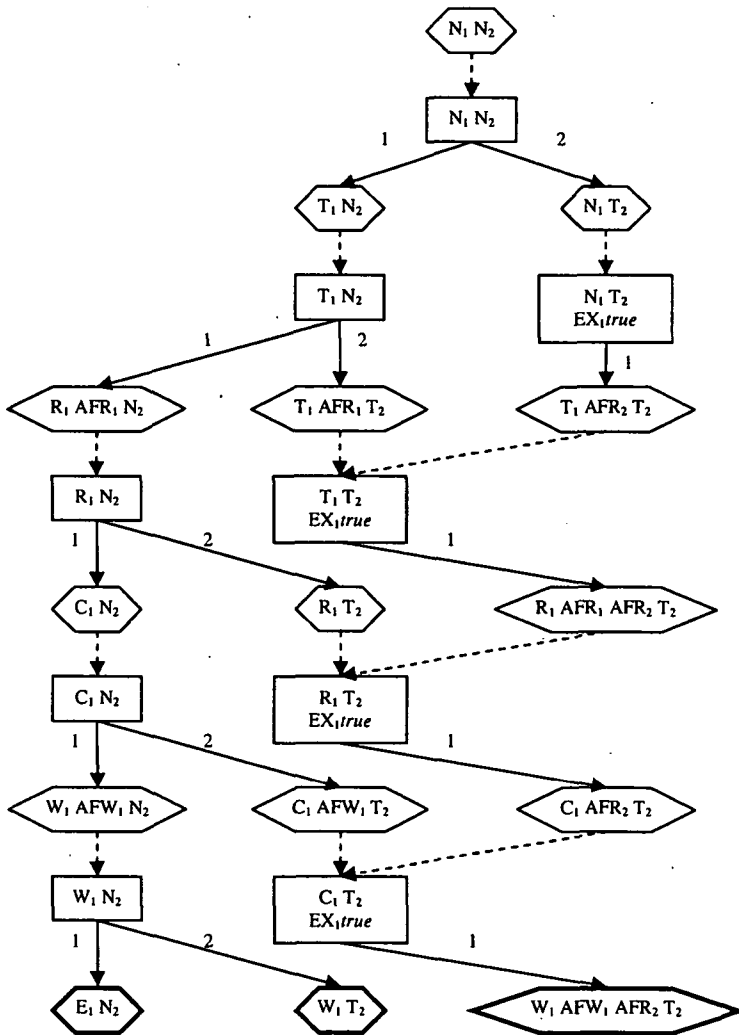 N₁ N₂
N₁ N₂
1
2
T₁ N₂
N₁ T₂
T₁ N₂
N₁ T₂
EX₁true
1
2
1
R₁ AFR₁ N₂
T₁ AFR₁ T₂
T₁ AFR₂ T₂
R₁ N₂
T₁ T₂
EX₁true
1
2
1
C₁ N₂
R₁ T₂
R₁ AFR₁ AFR₂ T₂
C₁ N₂
R₁ T₂
EX₁true
1
2
1
W₁ AFW₁ N₂
C₁ AFW₁ T₂
C₁ AFR₂ T₂
W₁ N₂
C₁ T₂
EX₁true
1
2
1
E₁ N₂
W₁ T₂
W₁ AFW₁ AFR₂ T₂